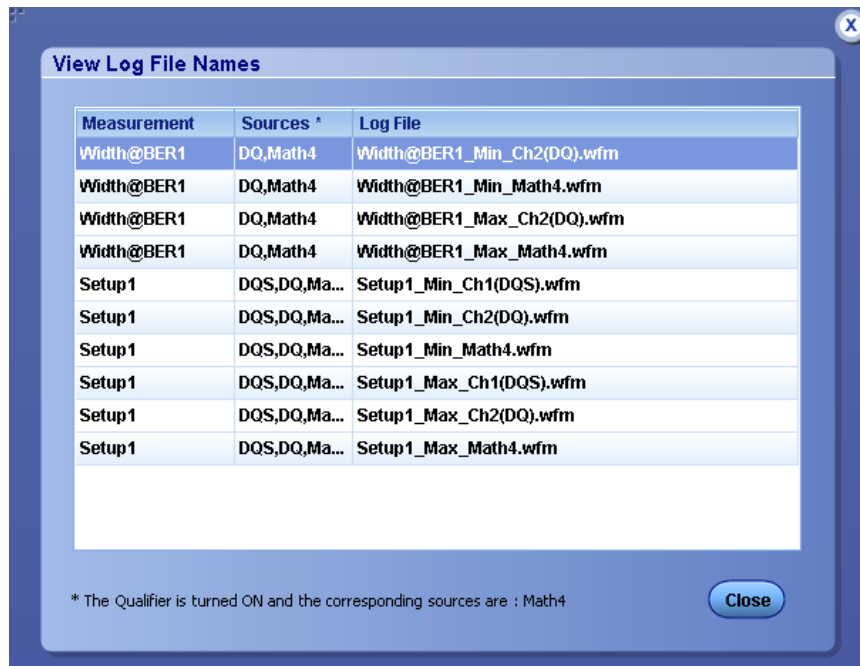 X
View Log File Names
Measurement Sources * Log File
Width@BER1 DQ,Math4 Width@BER1_Min_Ch2(DQ).wfm
Width@BER1 DQ,Math4 Width@BER1_Min_Math4.wfm
Width@BER1 DQ,Math4 Width@BER1_Max_Ch2(DQ).wfm
Width@BER1 DQ,Math4 Width@BER1_Max_Math4.wfm
Setup1 DQS,DQ,Ma... Setup1_Min_Ch1(DQS).wfm
Setup1 DQS,DQ,Ma... Setup1_Min_Ch2(DQ).wfm
Setup1 DQS,DQ,Ma... Setup1_Min_Math4.wfm
Setup1 DQS,DQ,Ma... Setup1_Max_Ch1(DQS).wfm
Setup1 DQS,DQ,Ma... Setup1_Max_Ch2(DQ).wfm
Setup1 DQS,DQ,Ma... Setup1_Max_Math4.wfm
* The Qualifier is turned ON and the corresponding sources are : Math4
Close